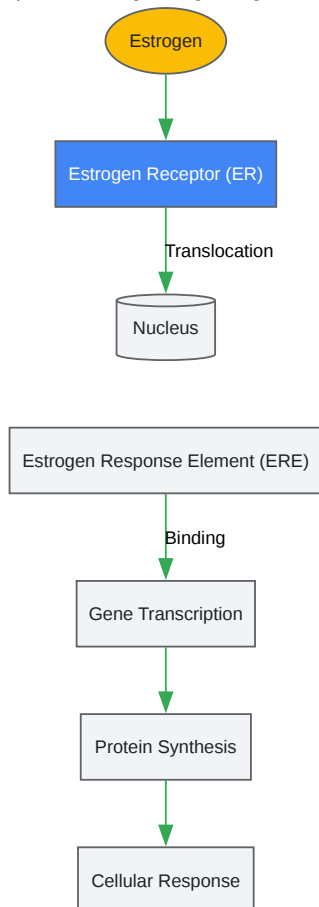 Estrogen
Estrogen Receptor (ER)
Translocation
Nucleus
Estrogen Response Element (ERE)
Binding
Gene Transcription
Protein Synthesis
Cellular Response